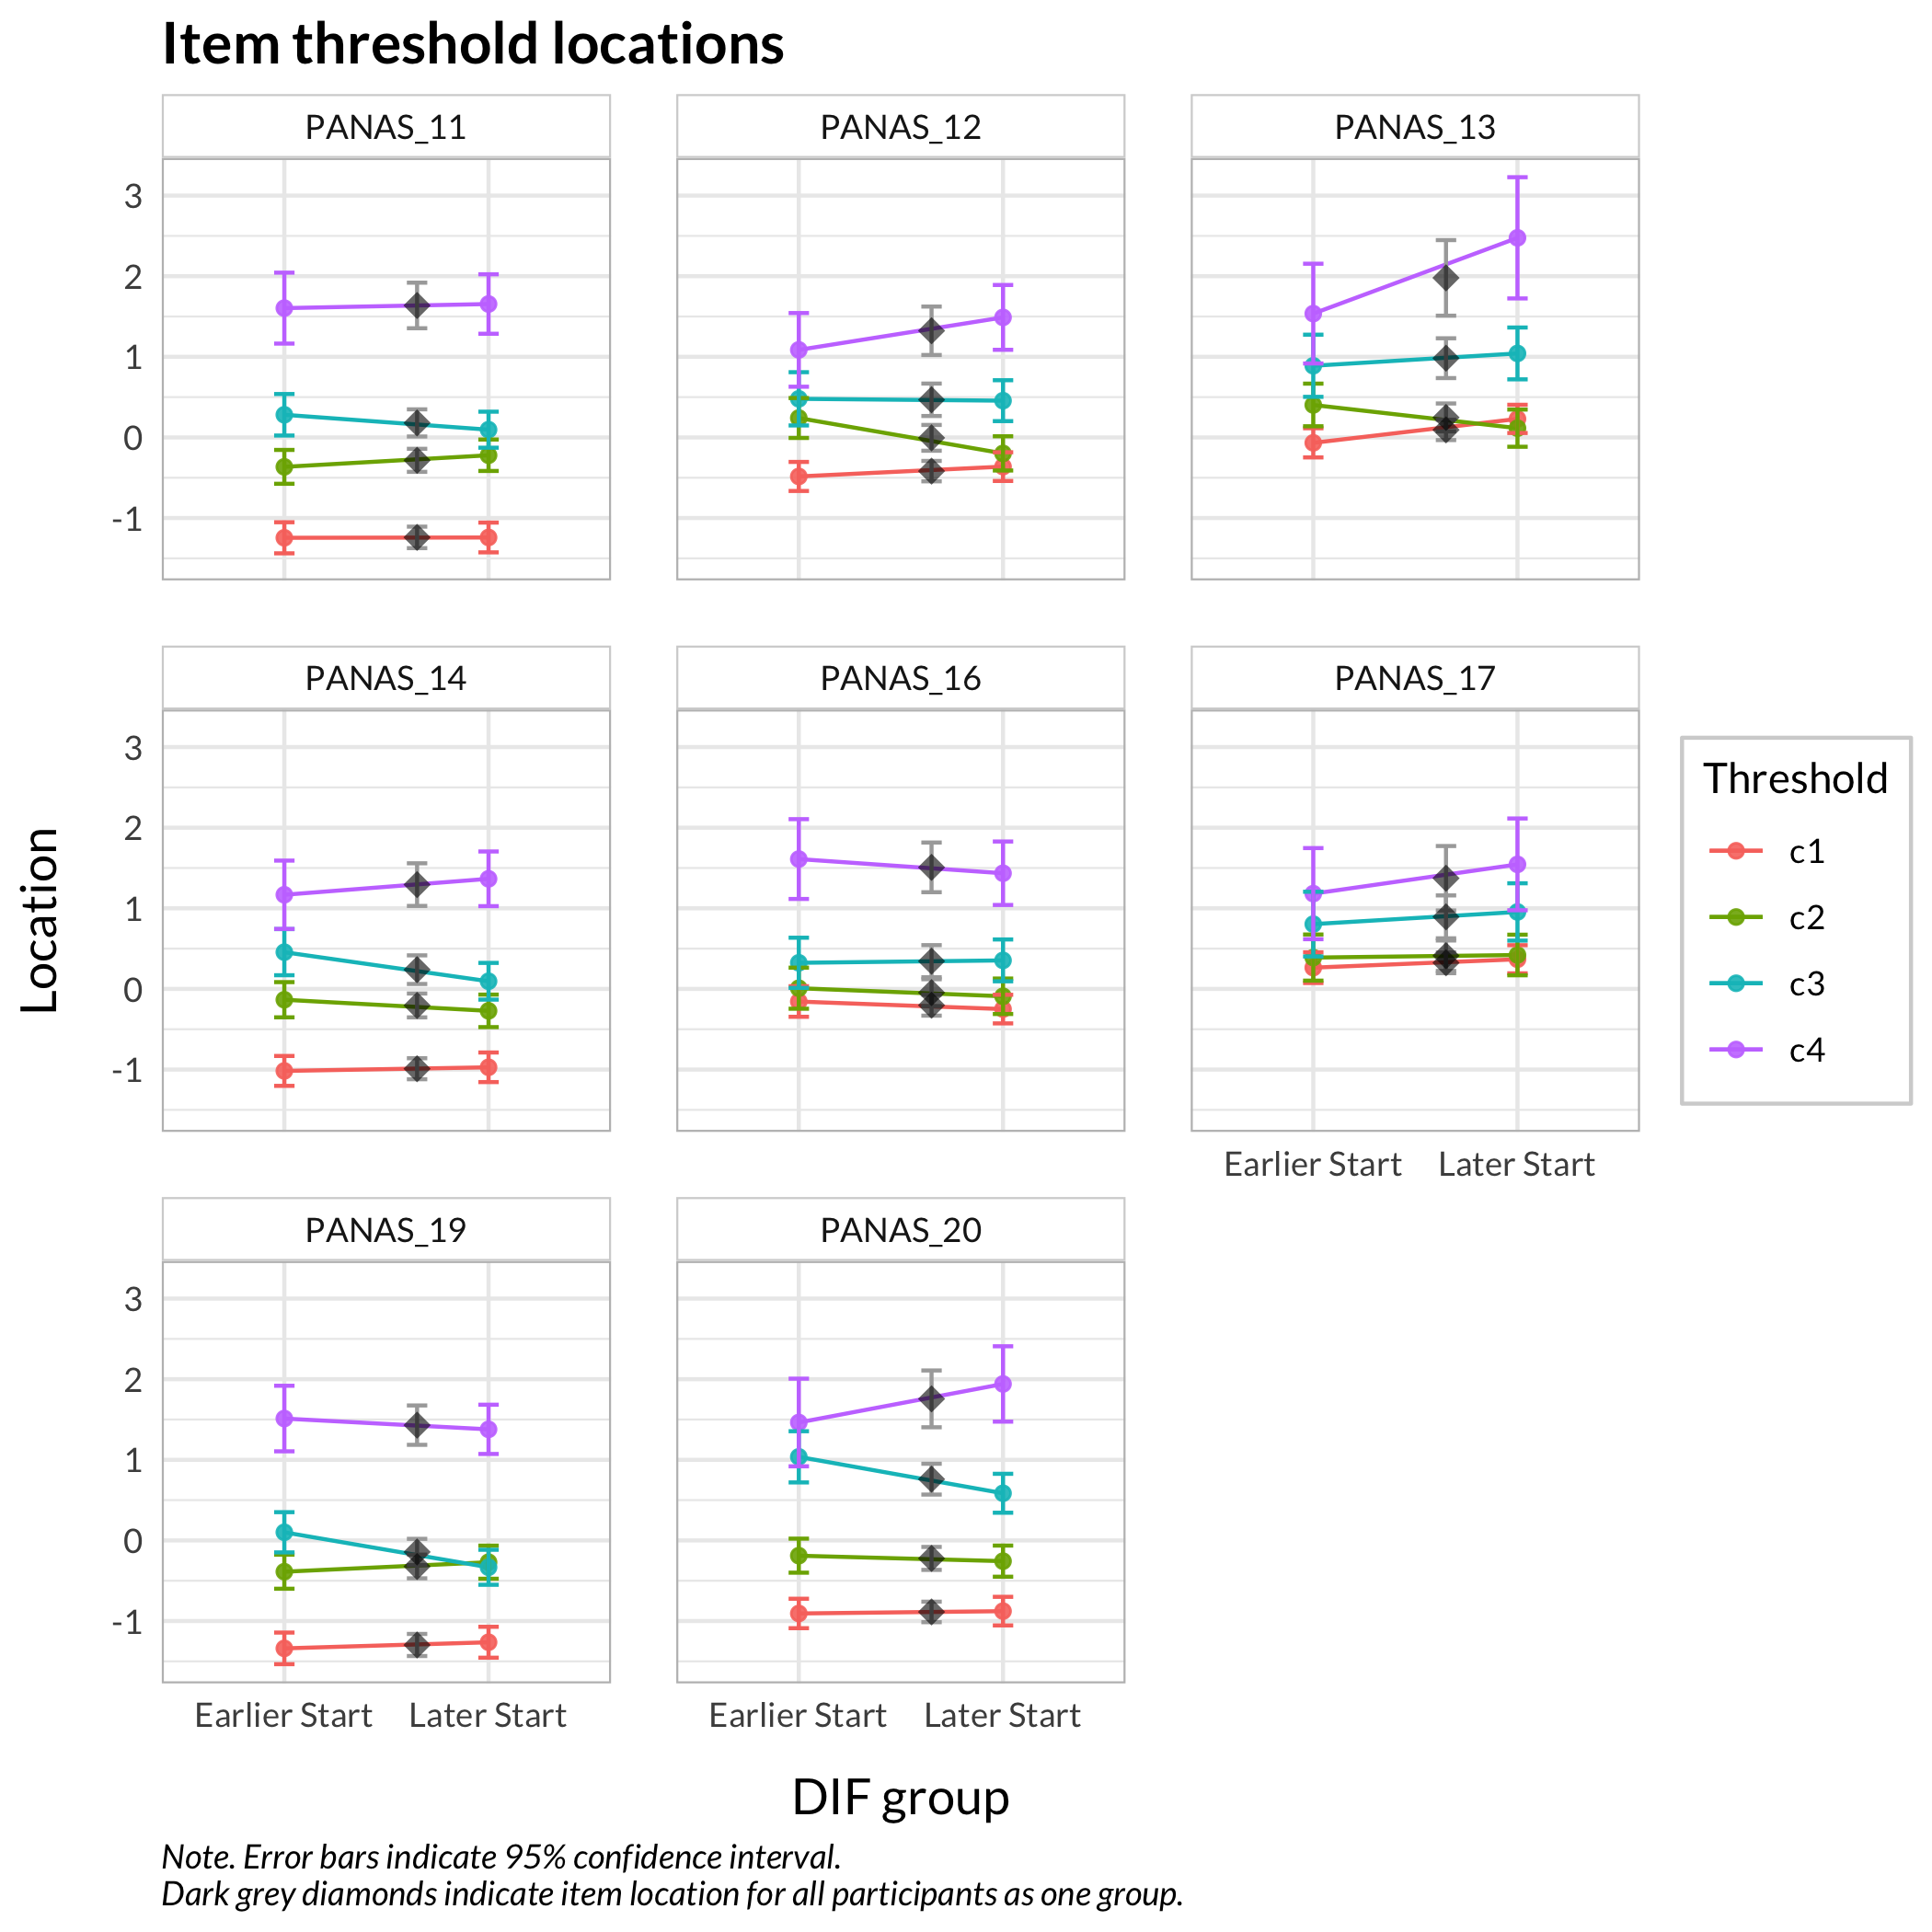 Item threshold locations
PANAS_11 PANAS_12 PANAS_13
3
2
1
0
-1
PANAS_14 PANAS_16 PANAS_17
3
2
1
0
-1
Earlier Start Later Start
Threshold
c1
c2
c3
c4
Location
PANAS_19 PANAS_20
3
2
1
0
-1
Earlier Start Later Start Earlier Start Later Start
DIF group
Note. Error bars indicate 95% confidence interval.
Dark grey diamonds indicate item location for all participants as one group.